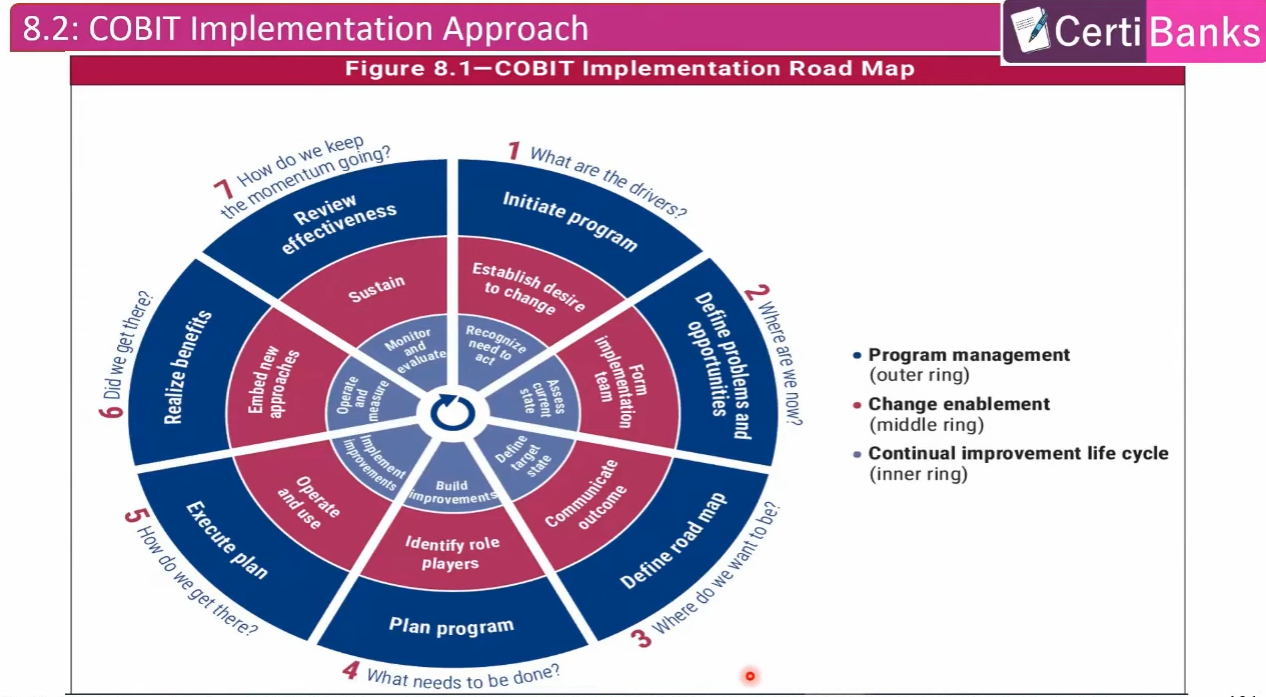 8.2: COBIT Implementation Approach
CertiBanks
Figure 8.1—COBIT Implementation Road Map
1 What are the drivers?
Initiate program
Establish desire
to change
Recognize
need to
act
2 Where are we now?
Define problems and
opportunities
Form
implementation
team
Assess
current
state
3 Where do we want to be?
Define road map
Communicate
outcome
Define
target
state
4 What needs to be done?
Plan program
Identify role
players
Build
improvements
5 How do we get there?
Execute plan
Operate
and use
Implement
improvements
6 Did we get there?
Realize benefits
Embed new
approaches
Operate
and
measure
7 How do we keep
the momentum going?
Review
effectiveness
Sustain
Monitor
and
evaluate
• Program management
(outer ring)
• Change enablement
(middle ring)
• Continual improvement life cycle
(inner ring)